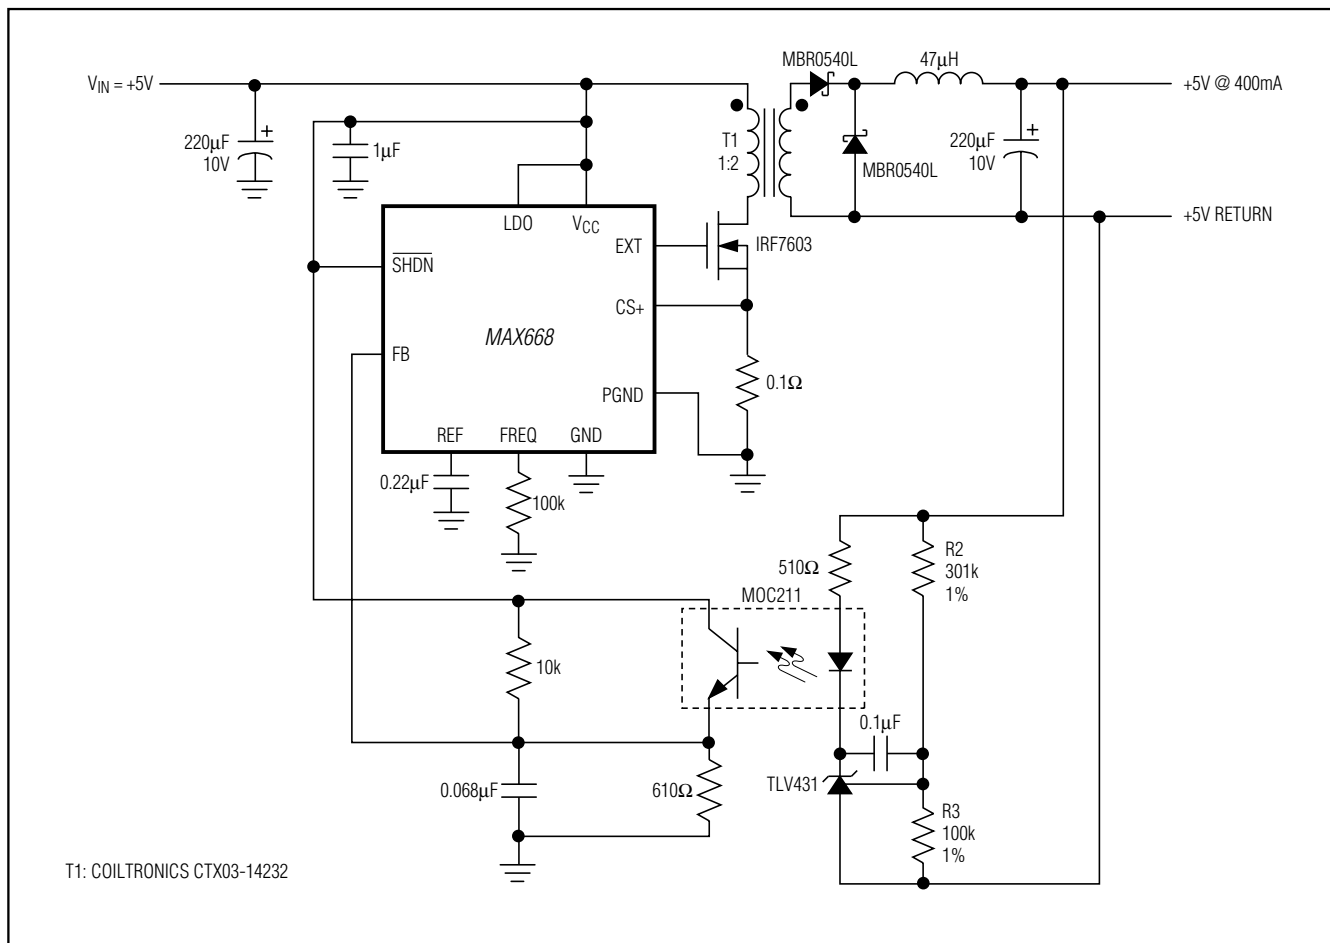 V_IN = +5V
220μF
10V
+
1μF
T1
1:2
MBR0540L
47μH
MBR0540L
220μF
10V
+
+5V @ 400mA
+5V RETURN
LDO
V_CC
EXT
IRF7603
SHDN
CS+
MAX668
FB
PGND
0.1Ω
REF
FREQ
GND
0.22μF
100k
510Ω
R2
301k
1%
MOC211
10k
0.1μF
0.068μF
610Ω
TLV431
R3
100k
1%
T1: COILTRONICS CTX03-14232